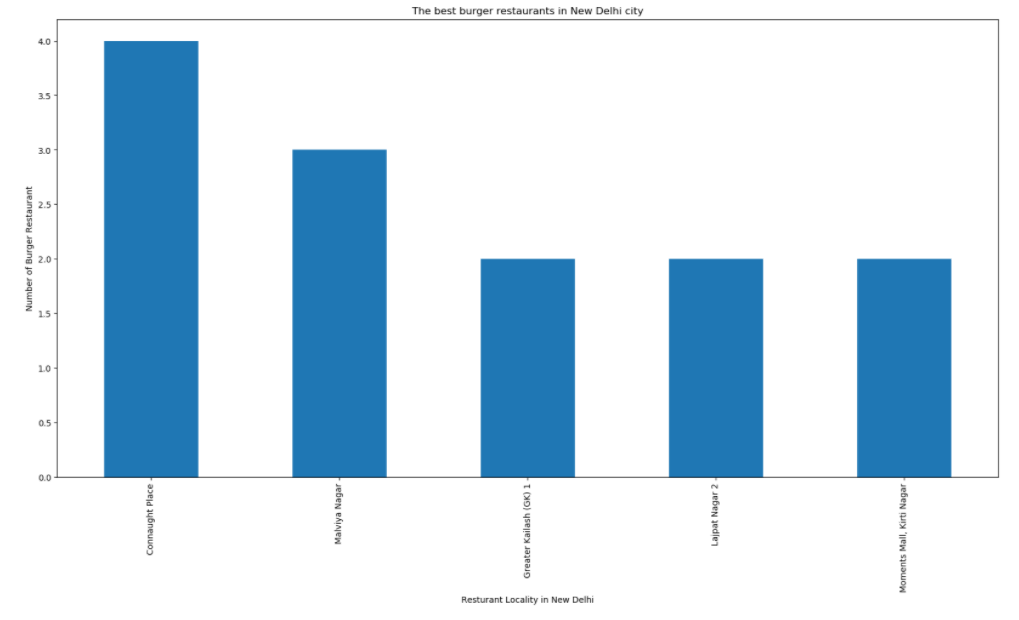 The best burger restaurants in New Delhi city
Number of Burger Restaurant
4.0
3.5
3.0
2.5
2.0
1.5
1.0
0.5
0.0
Connaught Place
Malviya Nagar
Greater Kailash (GK) 1
Lajpat Nagar 2
Moments Mall, Kirti Nagar
Resturant Locality in New Delhi